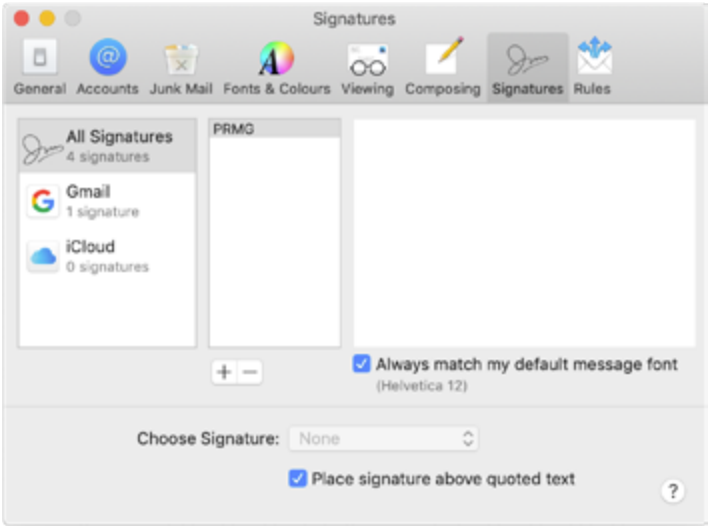 Signatures
General Accounts Junk Mail Fonts & Colours Viewing Composing Signatures Rules
All Signatures
4 signatures
Gmail
1 signature
iCloud
0 signatures
PRMG
+ −
Always match my default message font
(Helvetica 12)
Choose Signature: None
Place signature above quoted text
?